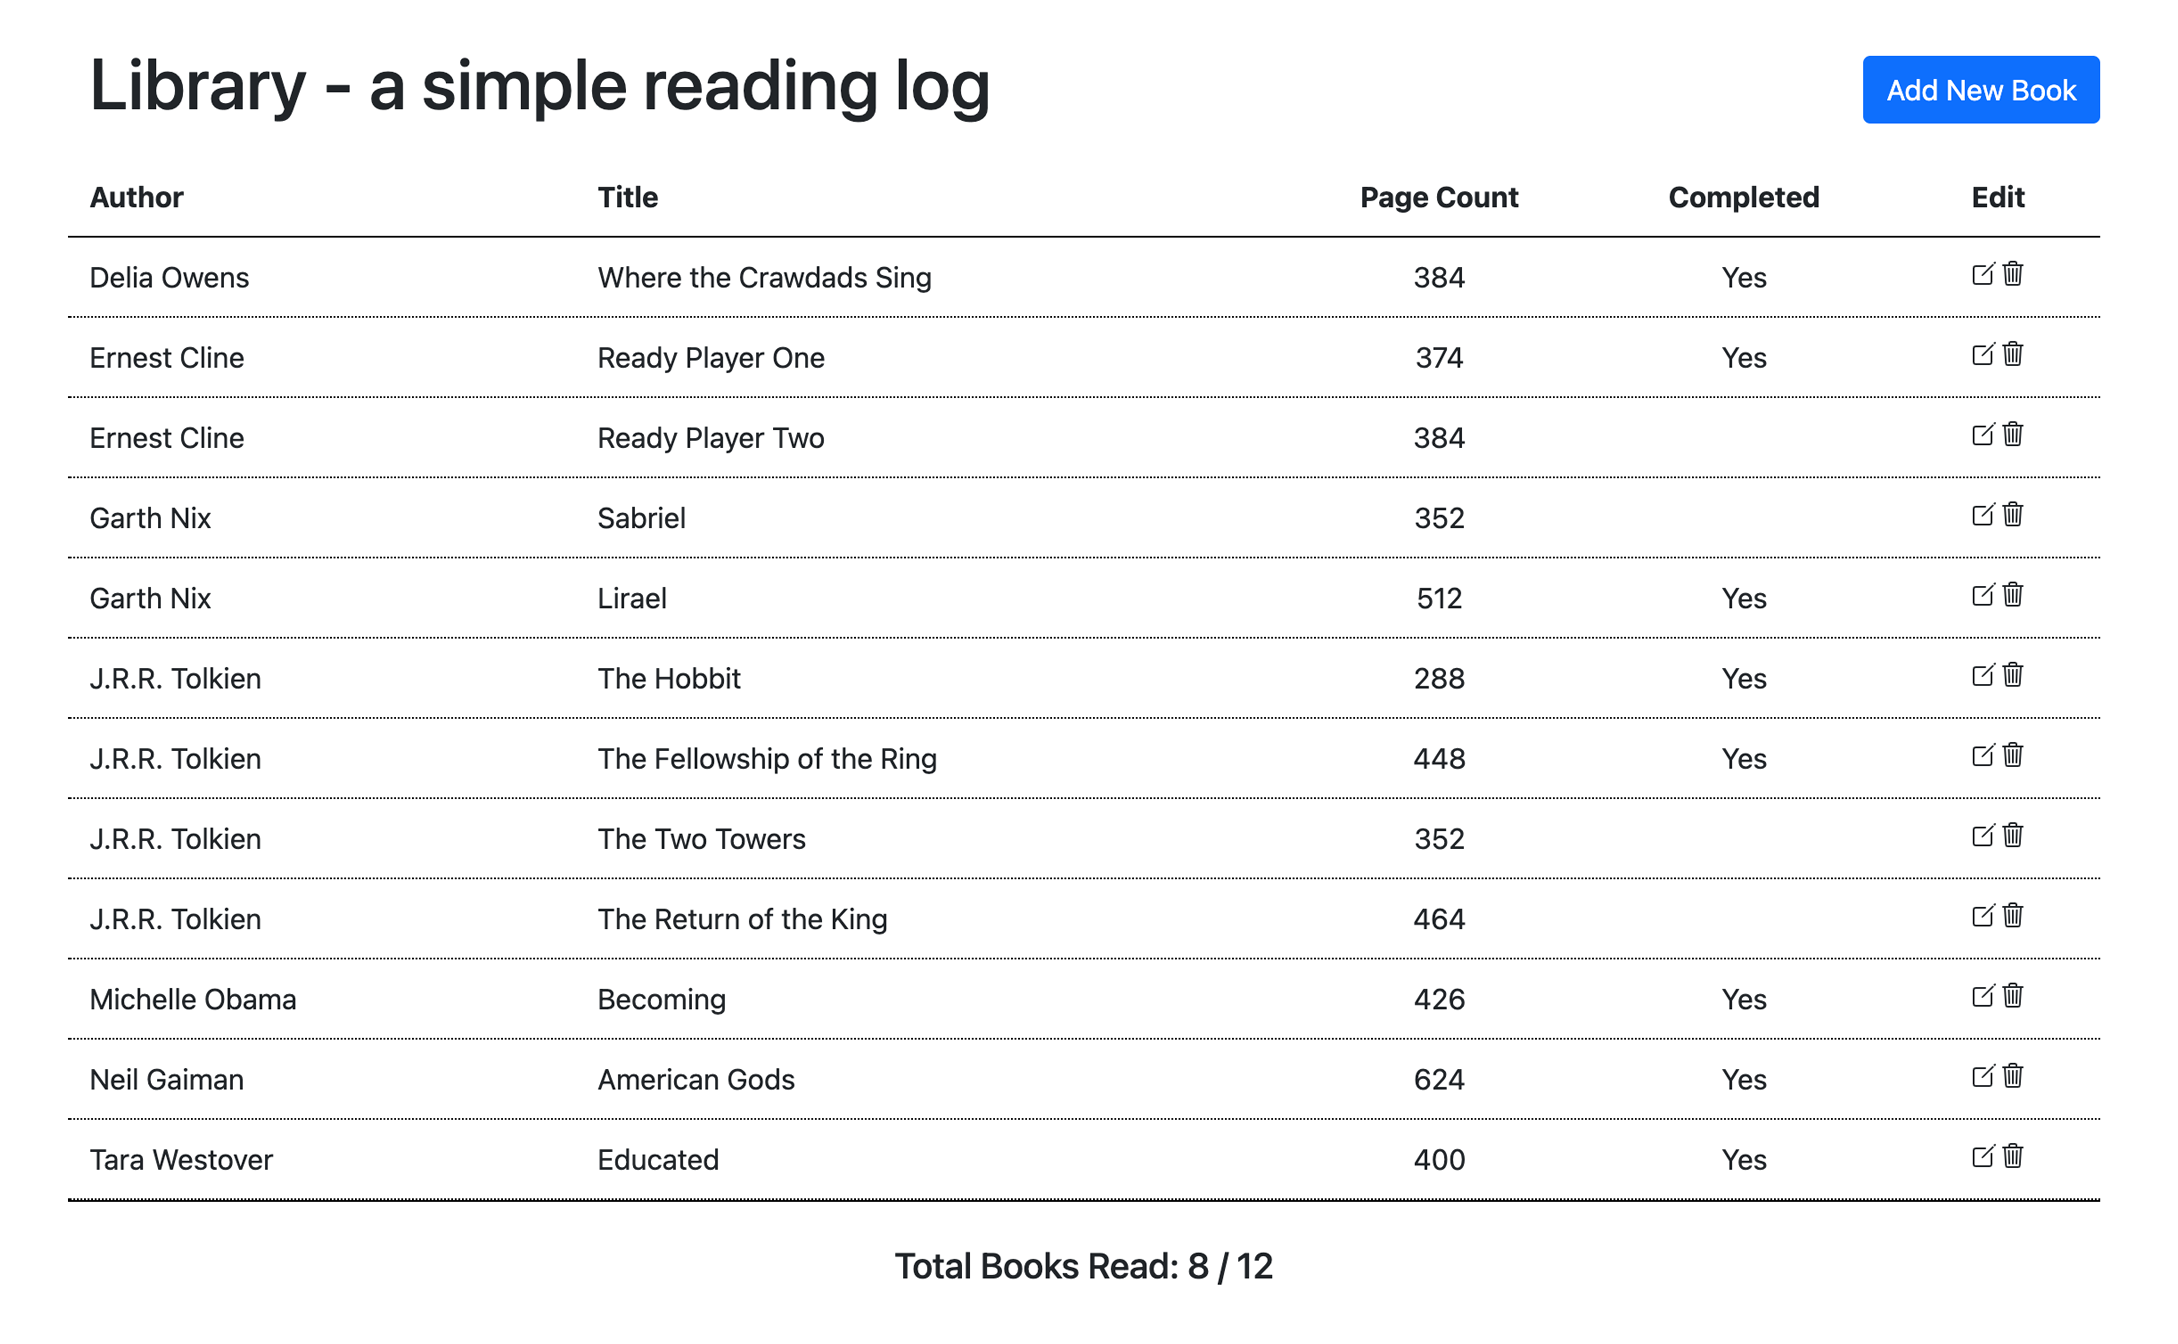 Library - a simple reading log
Add New Book
Author Title Page Count Completed Edit
Delia Owens Where the Crawdads Sing 384 Yes
Ernest Cline Ready Player One 374 Yes
Ernest Cline Ready Player Two 384
Garth Nix Sabriel 352
Garth Nix Lirael 512 Yes
J.R.R. Tolkien The Hobbit 288 Yes
J.R.R. Tolkien The Fellowship of the Ring 448 Yes
J.R.R. Tolkien The Two Towers 352
J.R.R. Tolkien The Return of the King 464
Michelle Obama Becoming 426 Yes
Neil Gaiman American Gods 624 Yes
Tara Westover Educated 400 Yes
Total Books Read: 8 / 12